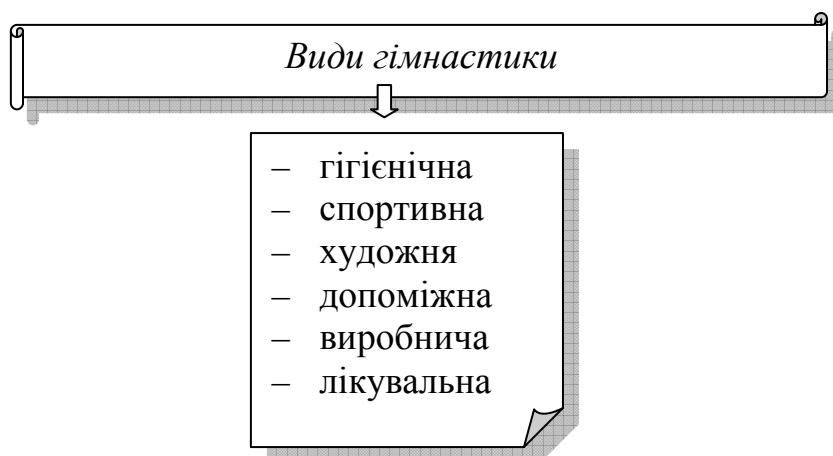 Види гімнастики
– гігієнічна
– спортивна
– художня
– допоміжна
– виробнича
– лікувальна